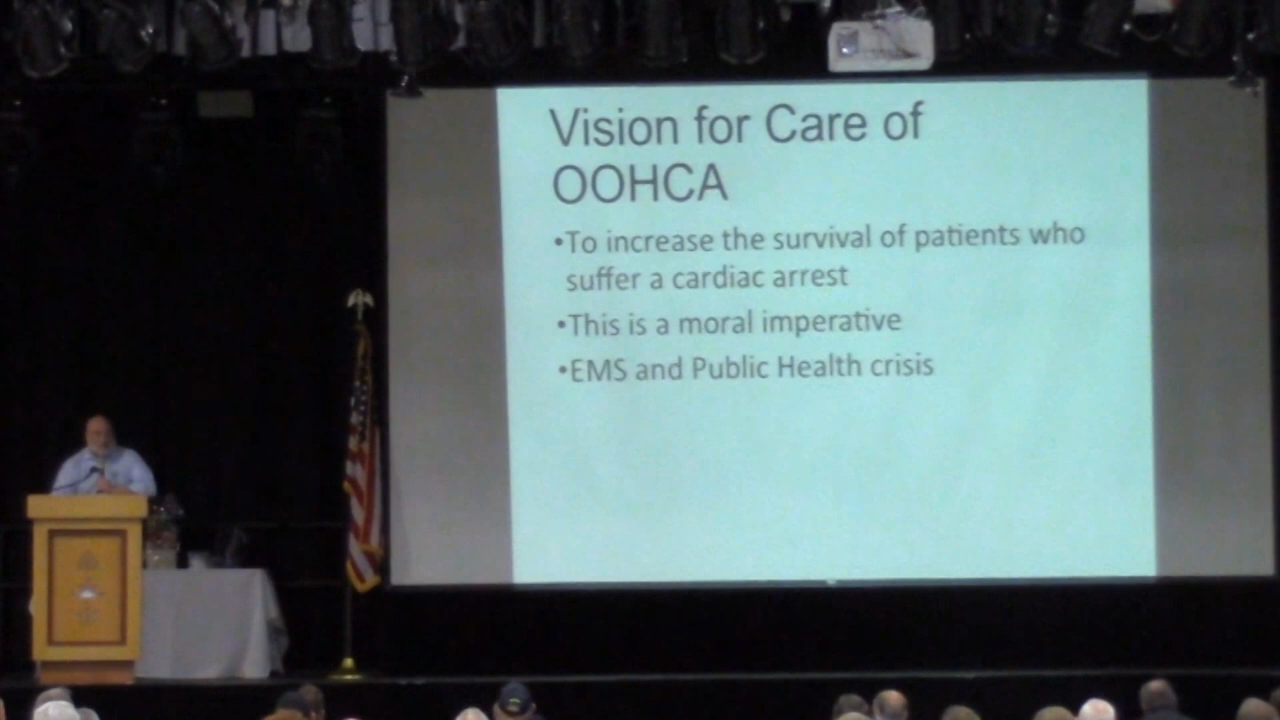 Vision for Care of
OOHCA
•To increase the survival of patients who
suffer a cardiac arrest
•This is a moral imperative
•EMS and Public Health crisis